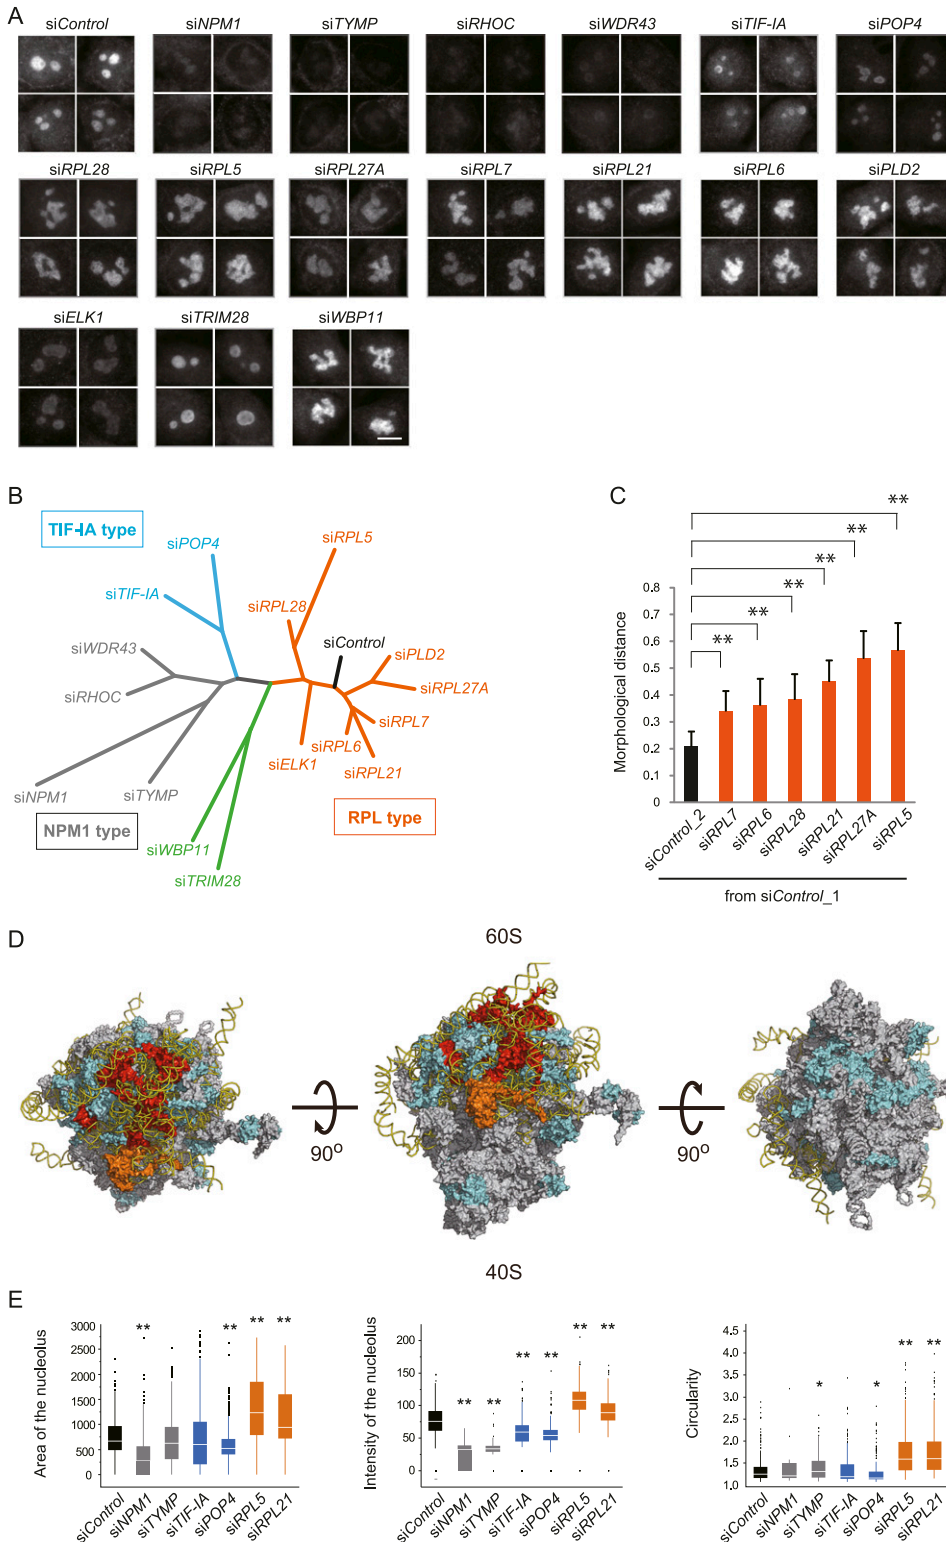 A
siControl siNPM1 siTYMP siRHOC siWDR43 siTIF-IA siPOP4
siRPL28 siRPL5 siRPL27A siRPL7 siRPL21 siRPL6 siPLD2
siELK1 siTRIM28 siWBP11
B
TIF-IA type
siPOP4
siRPL5
siTIF-IA
siRPL28
siControl
siWDR43
siPLD2
siRHOC
siRPL27A
siRPL7
siRPL6
siELK1
siRPL21
siNPM1
siTYMP
NPM1 type
RPL type
siWBP11
siTRIM28
C
**
**
**
**
**
**
Morphological distance
0.8
0.7
0.6
0.5
0.4
0.3
0.2
0.1
0
siControl_2
siRPL7
siRPL6
siRPL28
siRPL21
siRPL27A
siRPL5
from siControl_1
D
60S
90°
90°
40S
E
Area of the nucleolus
3000
2500
2000
1500
1000
500
0
** ** ** **
siControl
siNPM1
siTYMP
siTIF-IA
siPOP4
siRPL5
siRPL21
Intensity of the nucleolus
200
150
100
50
0
** ** ** ** ** **
siControl
siNPM1
siTYMP
siTIF-IA
siPOP4
siRPL5
siRPL21
Circularity
4.5
4.0
3.5
3.0
2.5
2.0
1.5
1.0
* * ** **
siControl
siNPM1
siTYMP
siTIF-IA
siPOP4
siRPL5
siRPL21